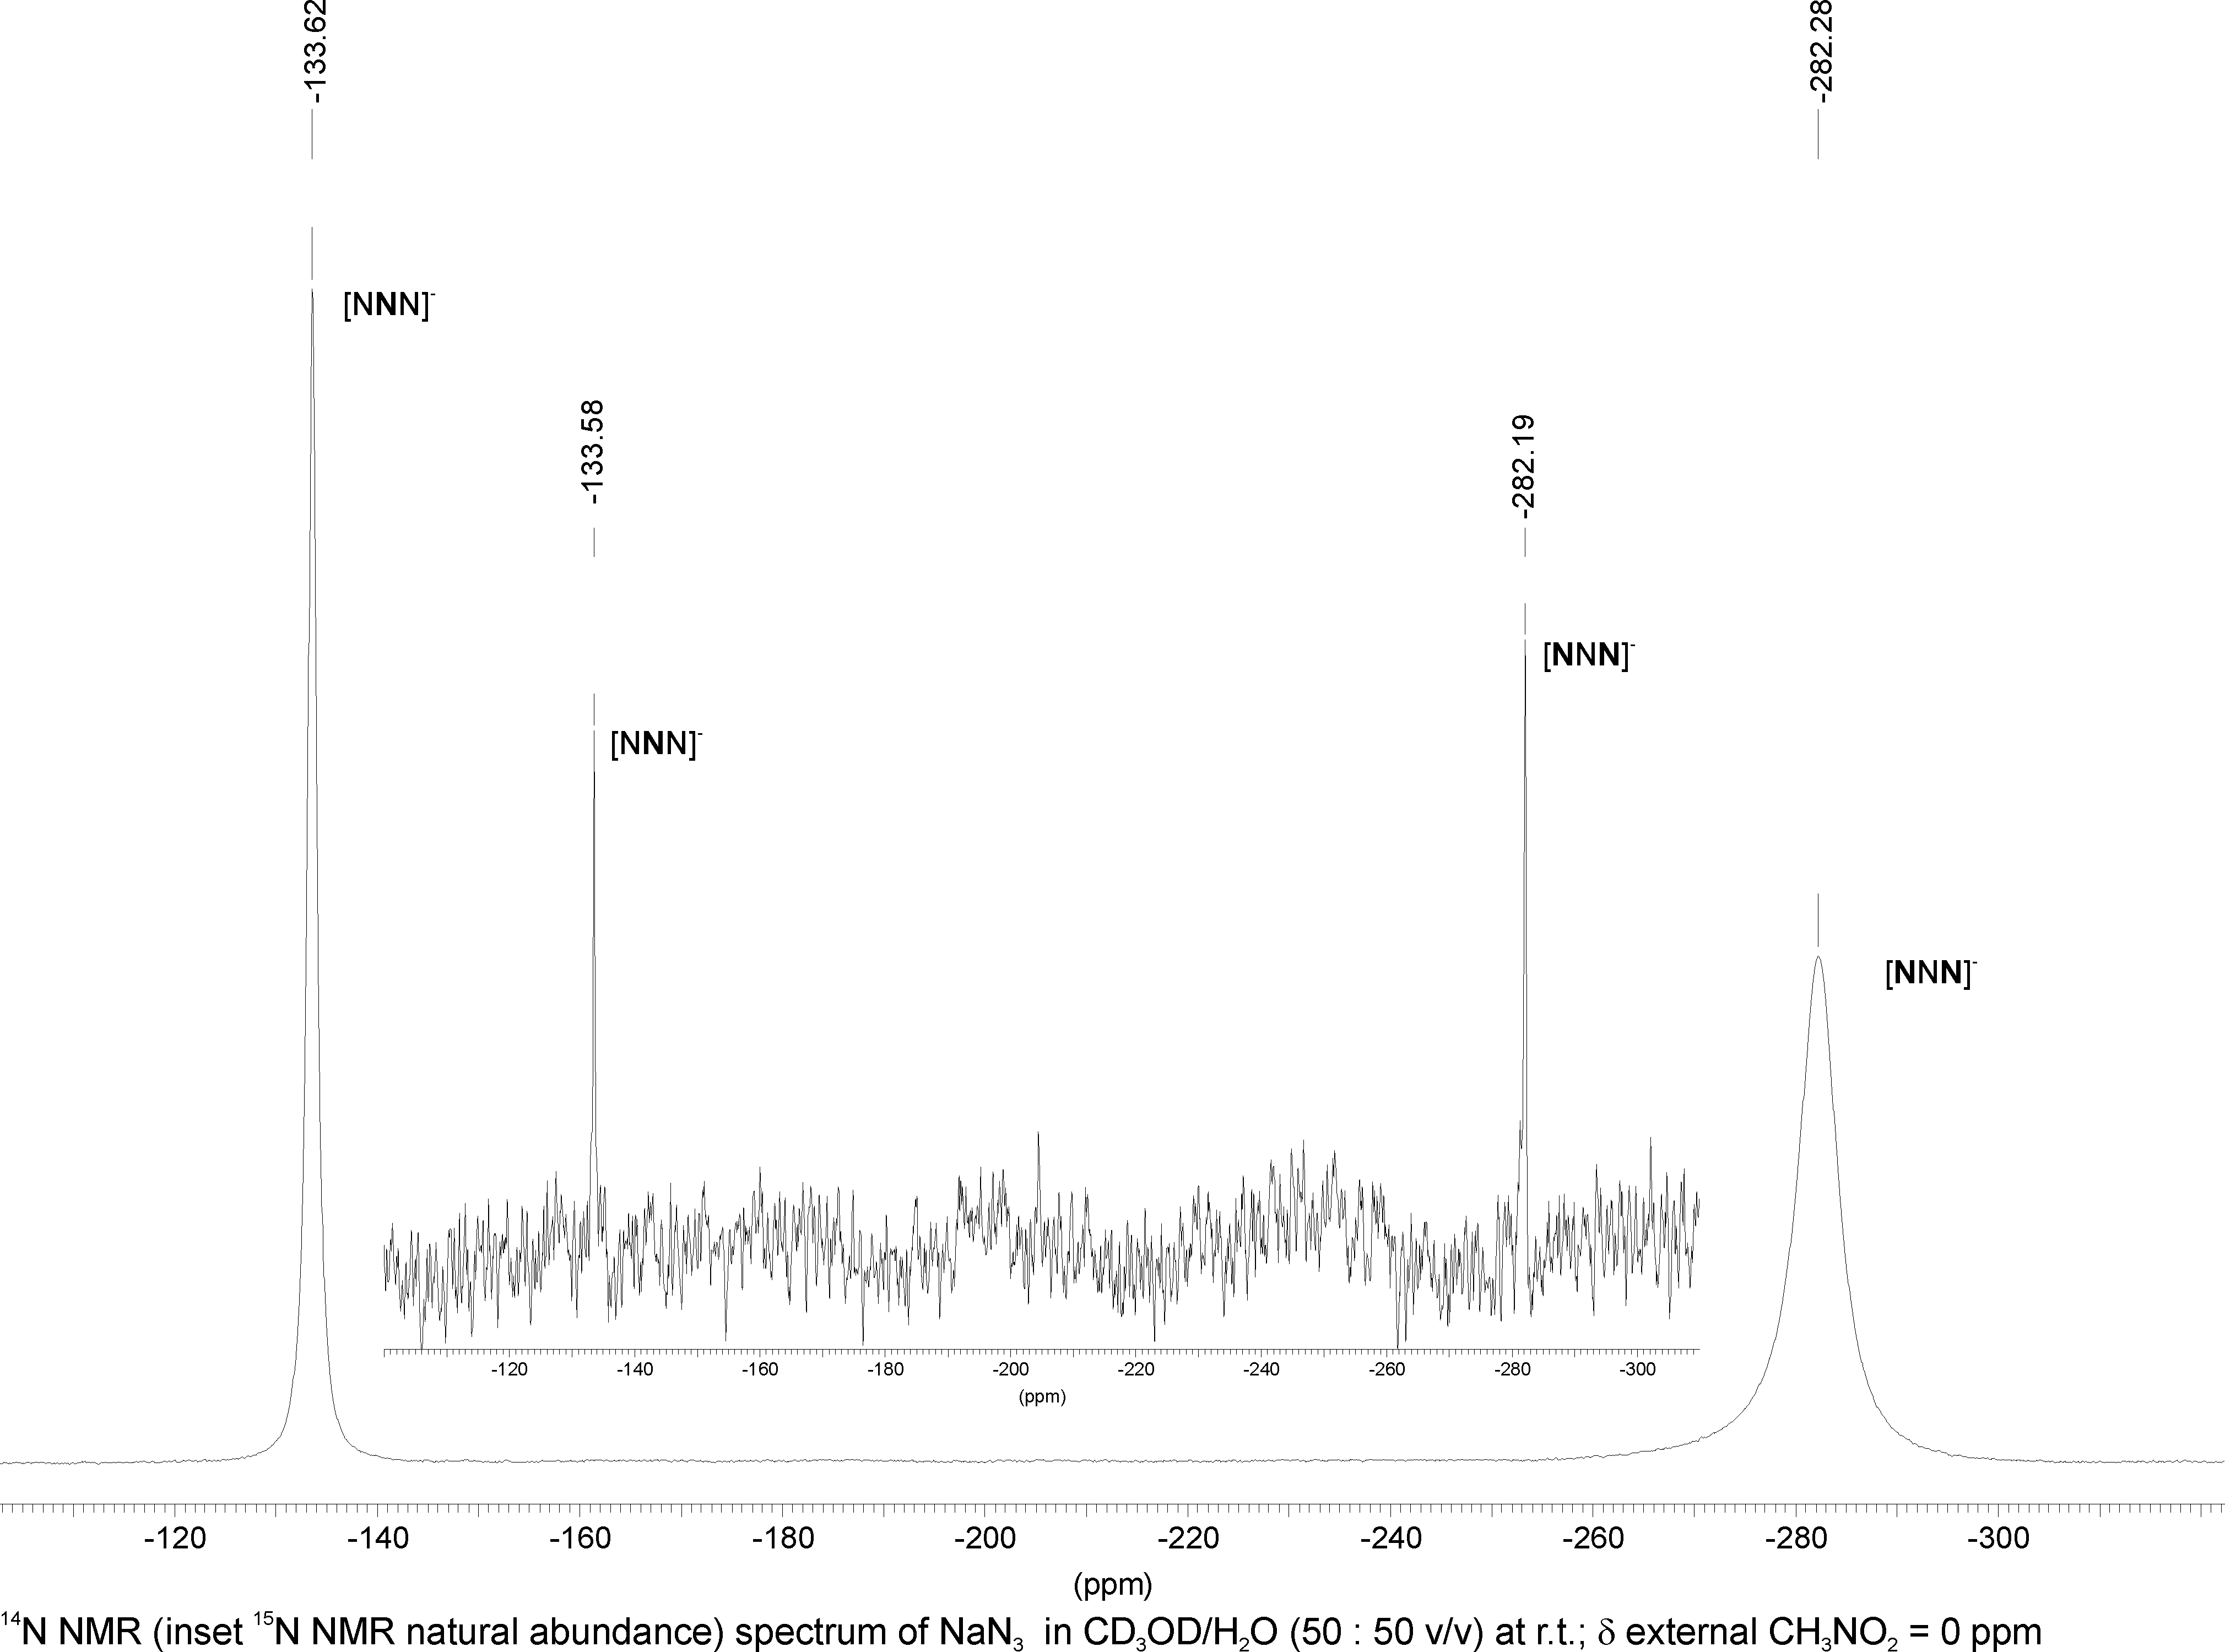 -133.62
-282.28
[NNN]⁻
-133.58
-282.19
[NNN]⁻
[NNN]⁻
[NNN]⁻
-120 -140 -160 -180 -200 -220 -240 -260 -280 -300
(ppm)
-120 -140 -160 -180 -200 -220 -240 -260 -280 -300
(ppm)
¹⁴N NMR (inset ¹⁵N NMR natural abundance) spectrum of NaN₃ in CD₃OD/H₂O (50 : 50 v/v) at r.t.; δ external CH₃NO₂ = 0 ppm